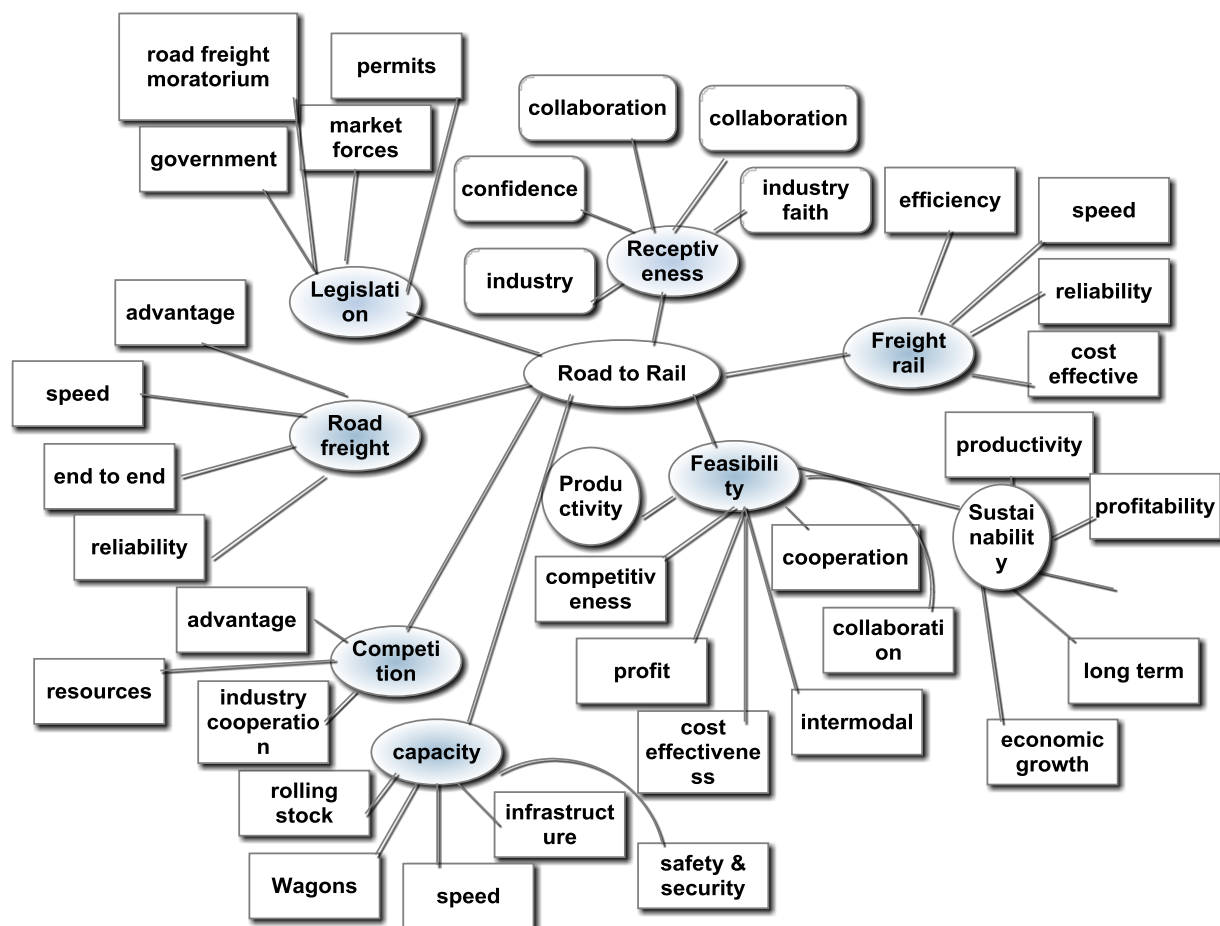 road freight
moratorium
permits
market
forces
government
Legislati
on
collaboration
collaboration
confidence
industry
faith
industry
Receptiv
eness
efficiency
speed
reliability
cost
effective
Freight
rail
Road to Rail
advantage
speed
end to end
reliability
Road
freight
Feasibili
ty
Produ
ctivity
competitiv
eness
profit
cost
effectivene
ss
intermodal
cooperation
collaborati
on
productivity
profitability
Sustai
nabilit
y
long term
economic
growth
advantage
resources
industry
cooperatio
n
Competi
tion
capacity
rolling
stock
Wagons
speed
infrastruct
ure
safety &
security